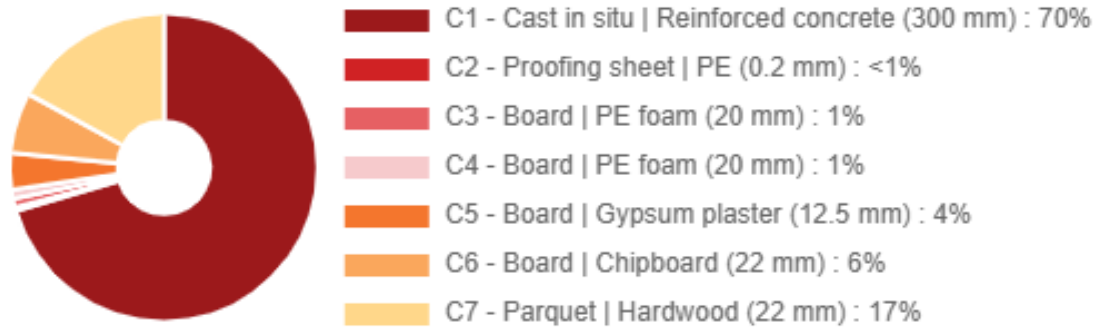 C1 - Cast in situ | Reinforced concrete (300 mm) : 70%
C2 - Proofing sheet | PE (0.2 mm) : <1%
C3 - Board | PE foam (20 mm) : 1%
C4 - Board | PE foam (20 mm) : 1%
C5 - Board | Gypsum plaster (12.5 mm) : 4%
C6 - Board | Chipboard (22 mm) : 6%
C7 - Parquet | Hardwood (22 mm) : 17%